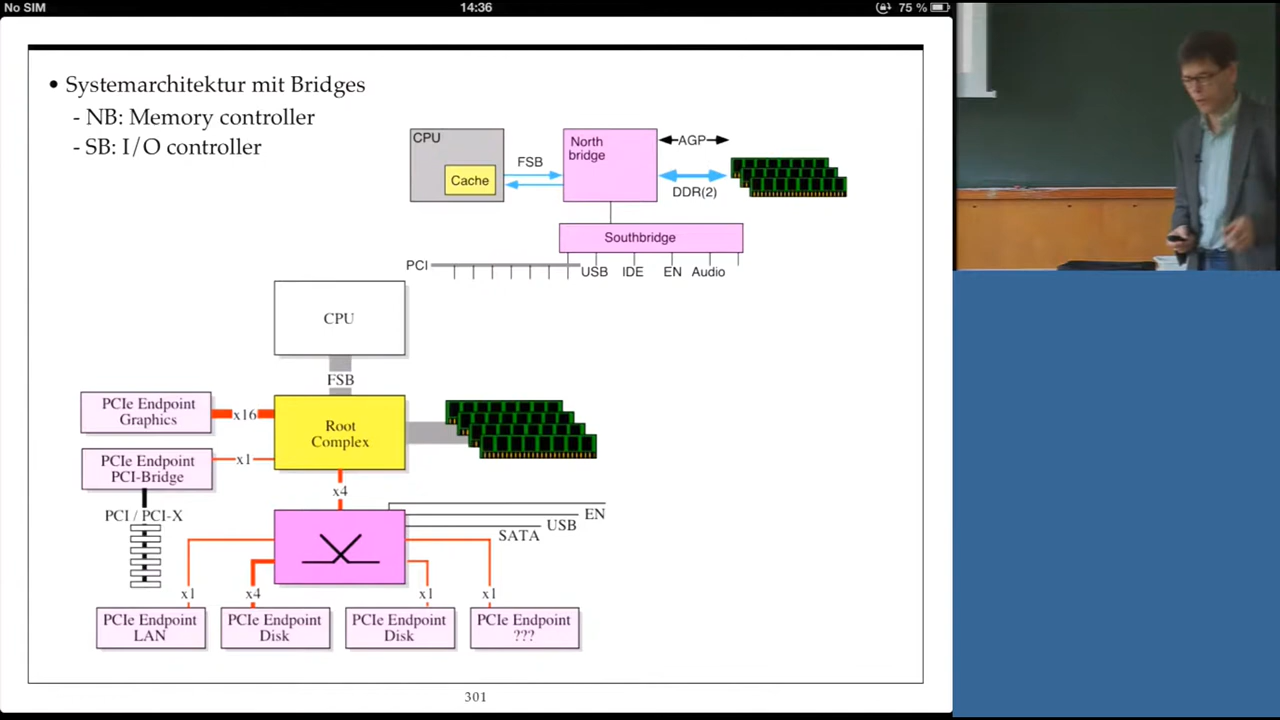 No SIM
14:36
75 %
• Systemarchitektur mit Bridges
- NB: Memory controller
- SB: I/O controller
CPU
Cache
FSB
North
bridge
AGP
DDR(2)
Southbridge
PCI
USB
IDE
EN
Audio
CPU
FSB
PCIe Endpoint
Graphics
x16
Root
Complex
PCIe Endpoint
PCI-Bridge
x1
x4
PCI / PCI-X
EN
USB
SATA
x1
x4
x1
x1
PCIe Endpoint
LAN
PCIe Endpoint
Disk
PCIe Endpoint
Disk
PCIe Endpoint
???
301